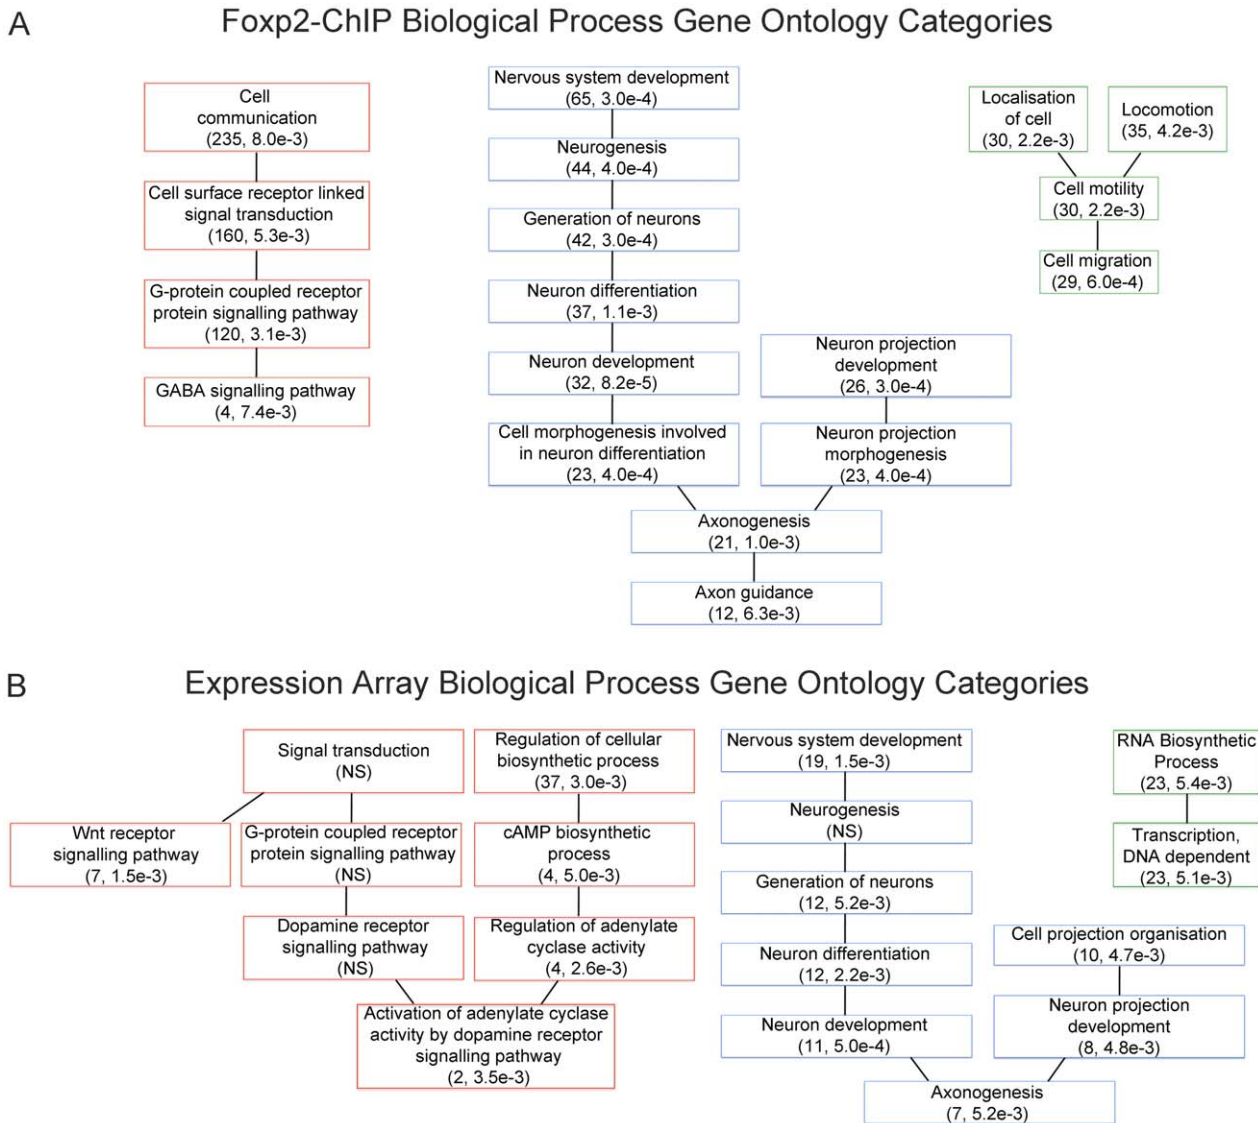 A
Foxp2-ChIP Biological Process Gene Ontology Categories
Cell
communication
(235, 8.0e-3)
Cell surface receptor linked
signal transduction
(160, 5.3e-3)
G-protein coupled receptor
protein signalling pathway
(120, 3.1e-3)
GABA signalling pathway
(4, 7.4e-3)
Nervous system development
(65, 3.0e-4)
Neurogenesis
(44, 4.0e-4)
Generation of neurons
(42, 3.0e-4)
Neuron differentiation
(37, 1.1e-3)
Neuron development
(32, 8.2e-5)
Cell morphogenesis involved
in neuron differentiation
(23, 4.0e-4)
Neuron projection
development
(26, 3.0e-4)
Neuron projection
morphogenesis
(23, 4.0e-4)
Axonogenesis
(21, 1.0e-3)
Axon guidance
(12, 6.3e-3)
Localisation
of cell
(30, 2.2e-3)
Locomotion
(35, 4.2e-3)
Cell motility
(30, 2.2e-3)
Cell migration
(29, 6.0e-4)
B
Expression Array Biological Process Gene Ontology Categories
Signal transduction
(NS)
Wnt receptor
signalling pathway
(7, 1.5e-3)
G-protein coupled receptor
protein signalling pathway
(NS)
Dopamine receptor
signalling pathway
(NS)
Regulation of cellular
biosynthetic process
(37, 3.0e-3)
cAMP biosynthetic
process
(4, 5.0e-3)
Regulation of adenylate
cyclase activity
(4, 2.6e-3)
Activation of adenylate cyclase
activity by dopamine receptor
signalling pathway
(2, 3.5e-3)
Nervous system development
(19, 1.5e-3)
Neurogenesis
(NS)
Generation of neurons
(12, 5.2e-3)
Neuron differentiation
(12, 2.2e-3)
Neuron development
(11, 5.0e-4)
Cell projection organisation
(10, 4.7e-3)
Neuron projection
development
(8, 4.8e-3)
Axonogenesis
(7, 5.2e-3)
RNA Biosynthetic
Process
(23, 5.4e-3)
Transcription,
DNA dependent
(23, 5.1e-3)